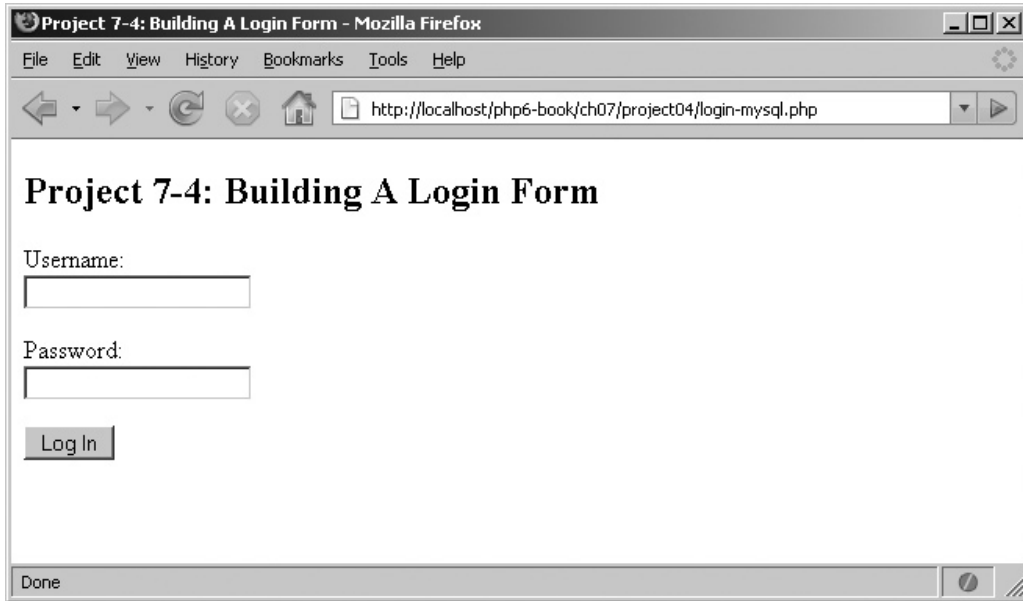 Project 7-4: Building A Login Form - Mozilla Firefox
File Edit View History Bookmarks Tools Help
http://localhost/php6-book/ch07/project04/login-mysql.php
Project 7-4: Building A Login Form
Username:
Password:
Log In
Done